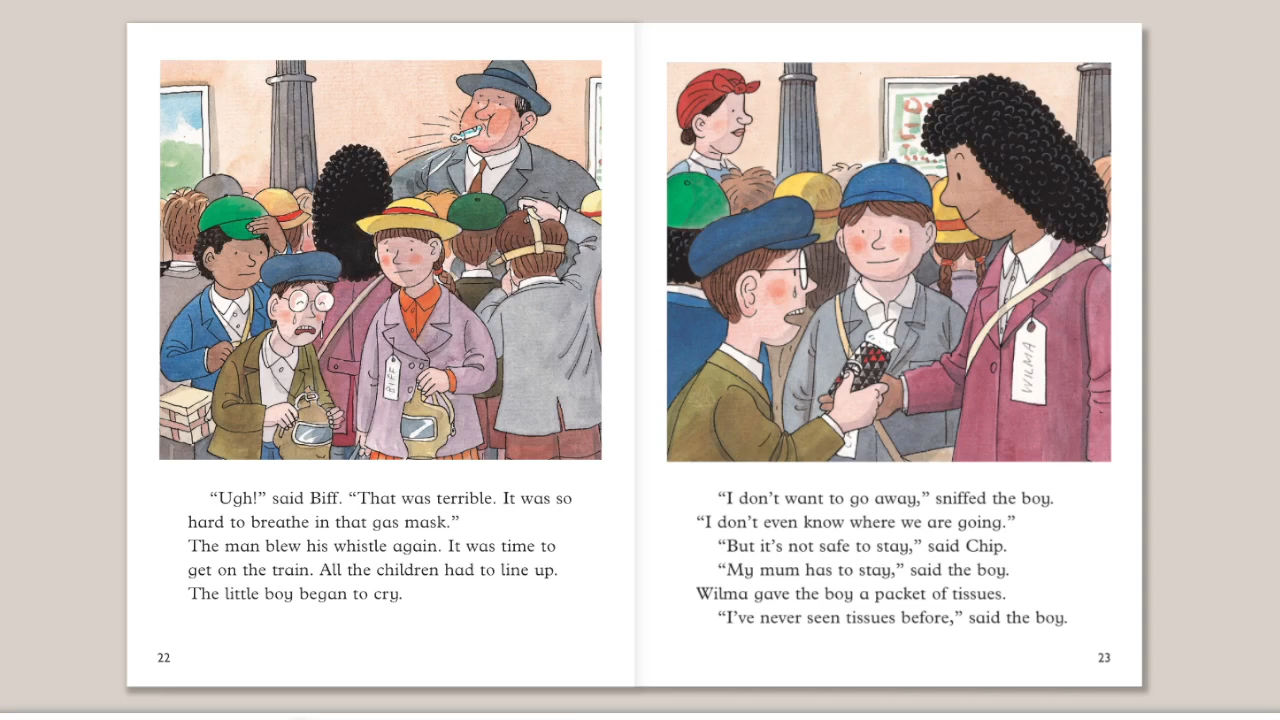 “Ugh!” said Biff. “That was terrible. It was so
hard to breathe in that gas mask.”
The man blew his whistle again. It was time to
get on the train. All the children had to line up.
The little boy began to cry.
22
WILMA
“I don’t want to go away,” sniffed the boy.
“I don’t even know where we are going.”
“But it’s not safe to stay,” said Chip.
“My mum has to stay,” said the boy.
Wilma gave the boy a packet of tissues.
“I’ve never seen tissues before,” said the boy.
23